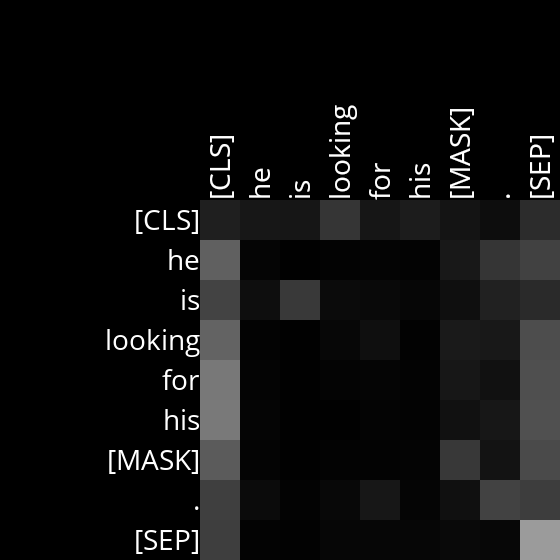 [CLS] he is looking for his [MASK] . [SEP]
[CLS]
he
is
looking
for
his
[MASK]
.
[SEP]